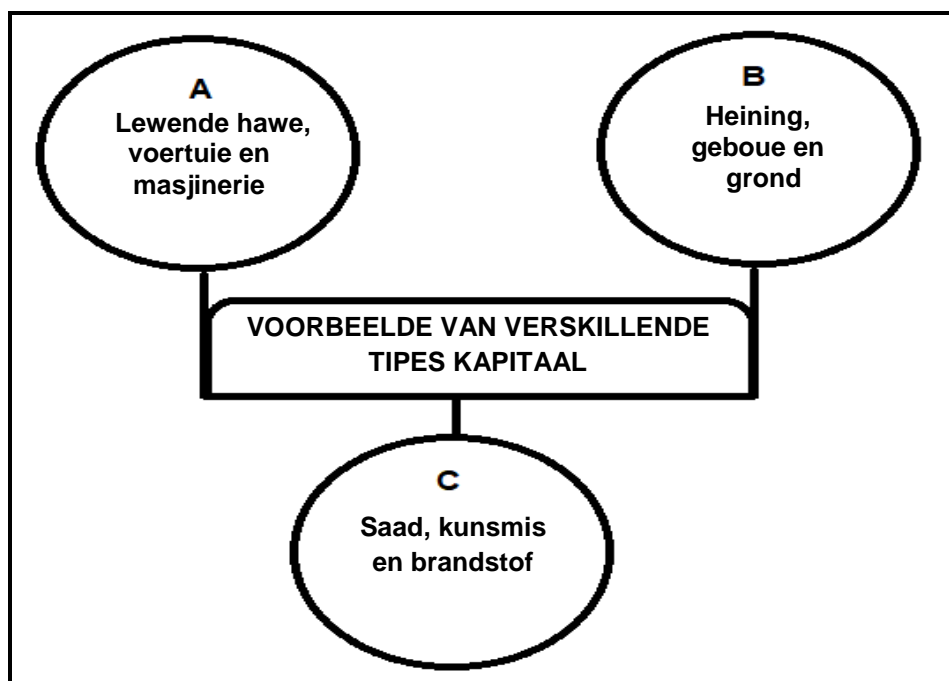 A
Lewende hawe,
voertuie en
masjinerie
B
Heining,
geboue en
grond
VOORBEELDE VAN VERSKILLENDE
TIPES KAPITAAL
C
Saad, kunsmis
en brandstof